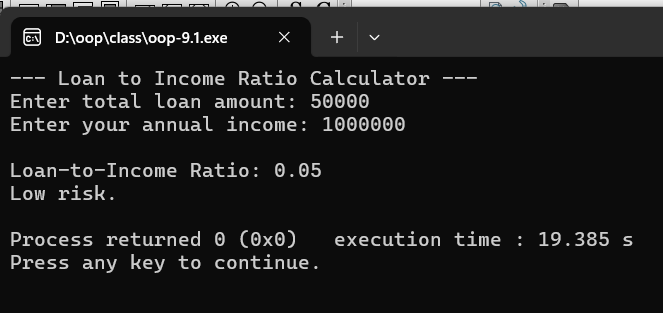 D:\oop\class\oop-9.1.exe
--- Loan to Income Ratio Calculator ---
Enter total loan amount: 50000
Enter your annual income: 1000000
Loan-to-Income Ratio: 0.05
Low risk.
Process returned 0 (0x0)   execution time : 19.385 s
Press any key to continue.